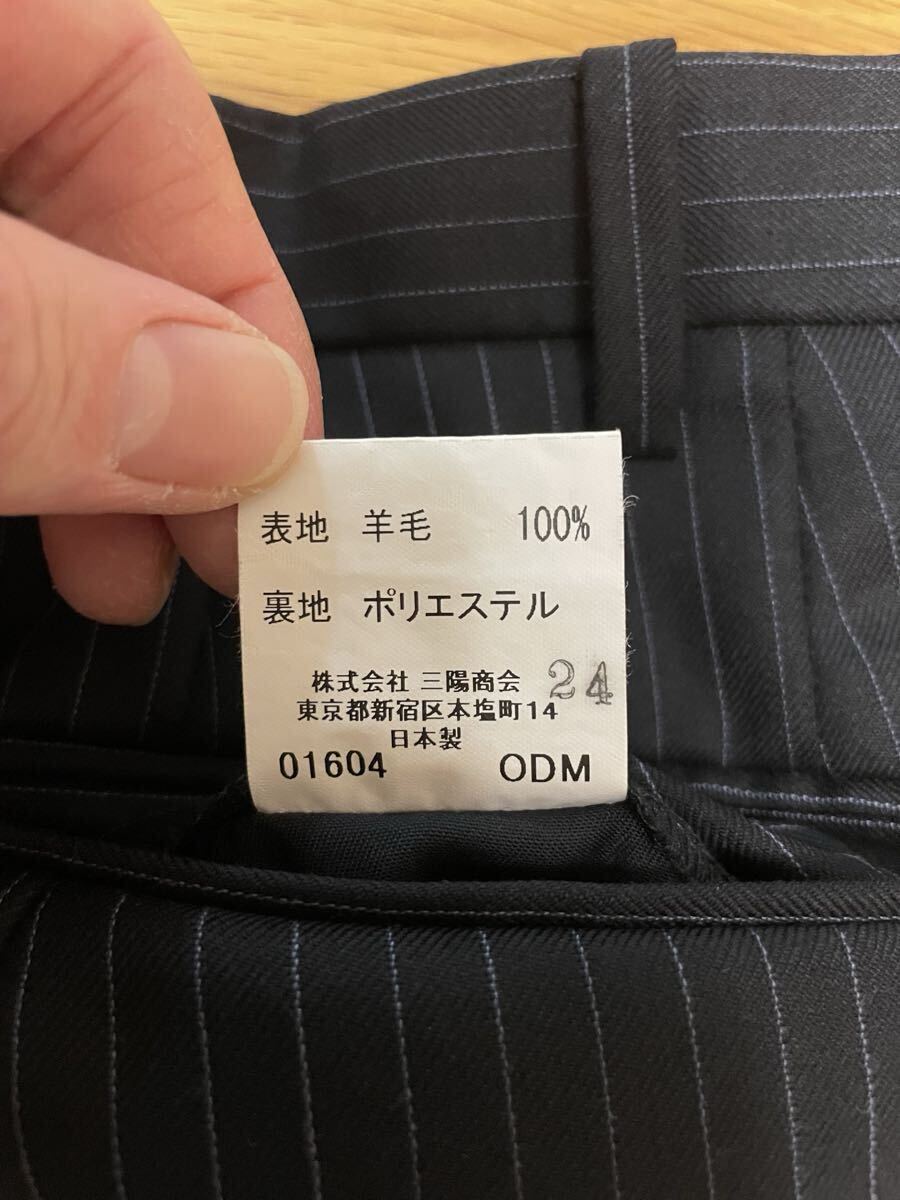 表地 羊毛 100%
裏地 ポリエステル
株式会社 三陽商会 24
東京都新宿区本塩町14
日本製
01604 ODM